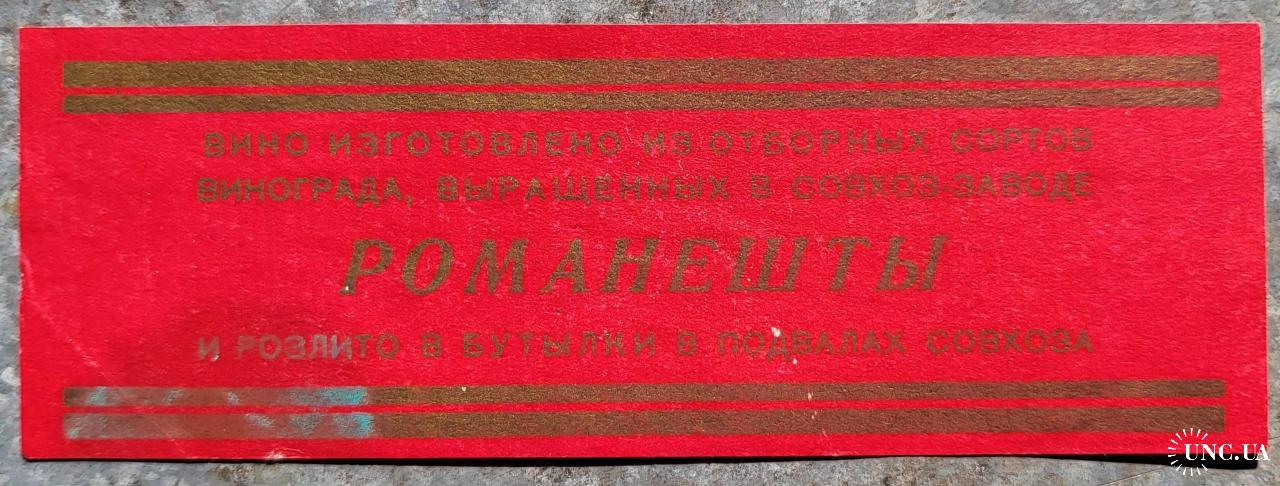 ВИНО ИЗГОТОВЛЕНО ИЗ ОТБОРНЫХ СОРТОВ
ВИНОГРАДА, ВЫРАЩЕННЫХ В СОВХОЗ-ЗАВОДЕ
РОМАНЕШТЫ
И РОЗЛИТО В БУТЫЛКИ В ПОДВАЛАХ СОВХОЗА
UNC.UA